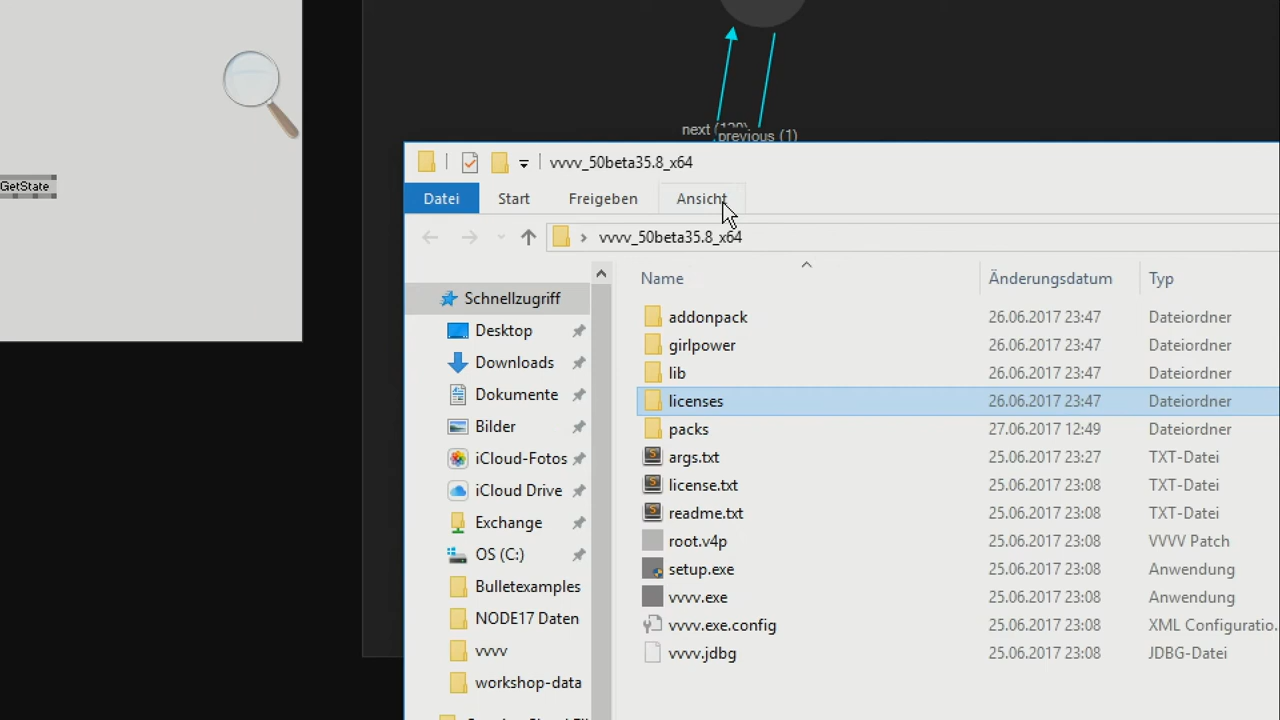 GetState
next (129)
previous (1)
vvvv_50beta35.8_x64
Datei Start Freigeben Ansicht
vvvv_50beta35.8_x64
Name Änderungsdatum Typ
Schnellzugriff
Desktop
Downloads
Dokumente
Bilder
iCloud-Fotos
iCloud Drive
Exchange
OS (C:)
Bulletexamples
NODE17 Daten
vvvv
workshop-data
addonpack 26.06.2017 23:47 Dateiordner
girlpower 26.06.2017 23:47 Dateiordner
lib 26.06.2017 23:47 Dateiordner
licenses 26.06.2017 23:47 Dateiordner
packs 27.06.2017 12:49 Dateiordner
args.txt 25.06.2017 23:27 TXT-Datei
license.txt 25.06.2017 23:08 TXT-Datei
readme.txt 25.06.2017 23:08 TXT-Datei
root.v4p 25.06.2017 23:08 VVVV Patch
setup.exe 25.06.2017 23:08 Anwendung
vvvv.exe 25.06.2017 23:08 Anwendung
vvvv.exe.config 25.06.2017 23:08 XML Configuratio...
vvvv.jdbg 25.06.2017 23:08 JDBG-Datei